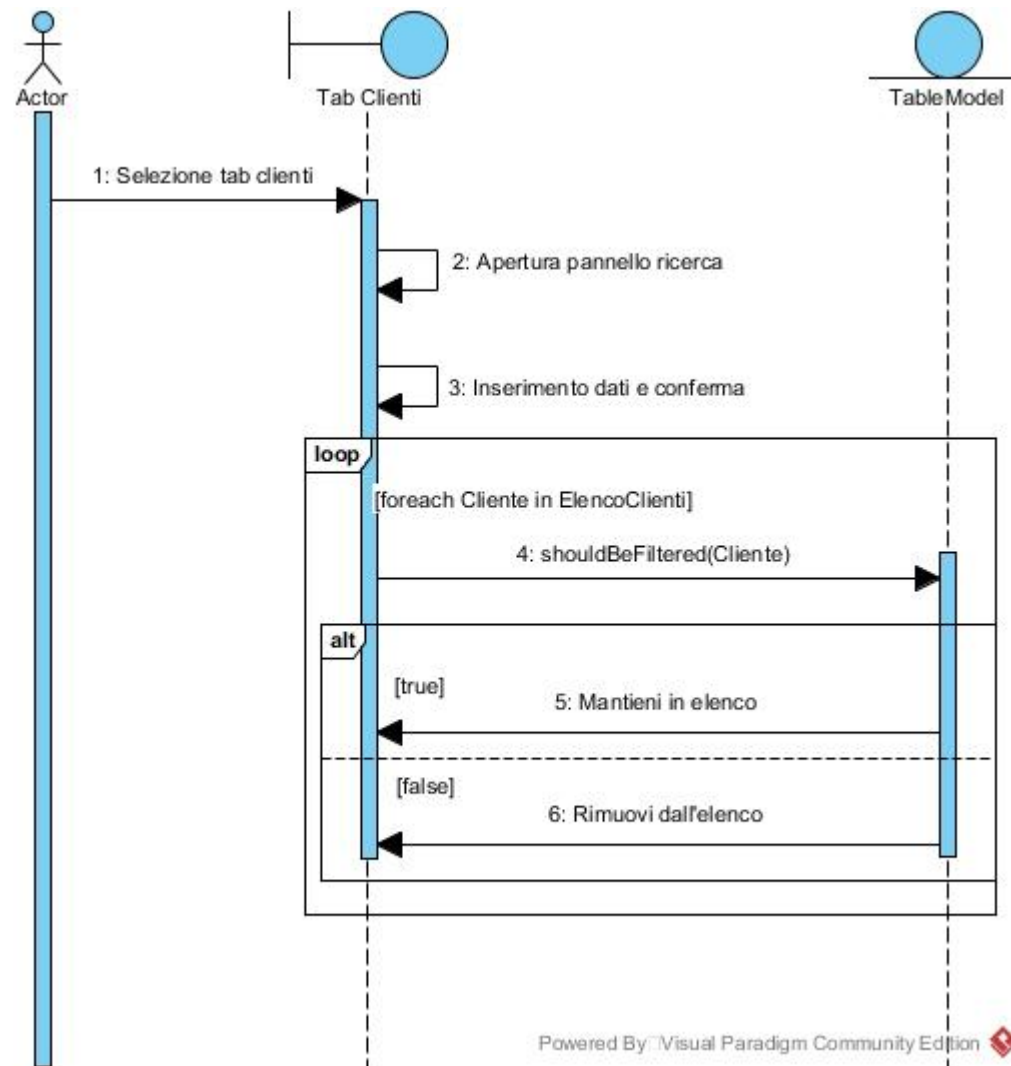 Actor
Tab Clienti
TableModel
1: Selezione tab clienti
2: Apertura pannello ricerca
3: Inserimento dati e conferma
loop
[foreach Cliente in ElencoClienti]
4: shouldBeFiltered(Cliente)
alt
[true]
5: Mantieni in elenco
[false]
6: Rimuovi dall'elenco
Powered By Visual Paradigm Community Edition